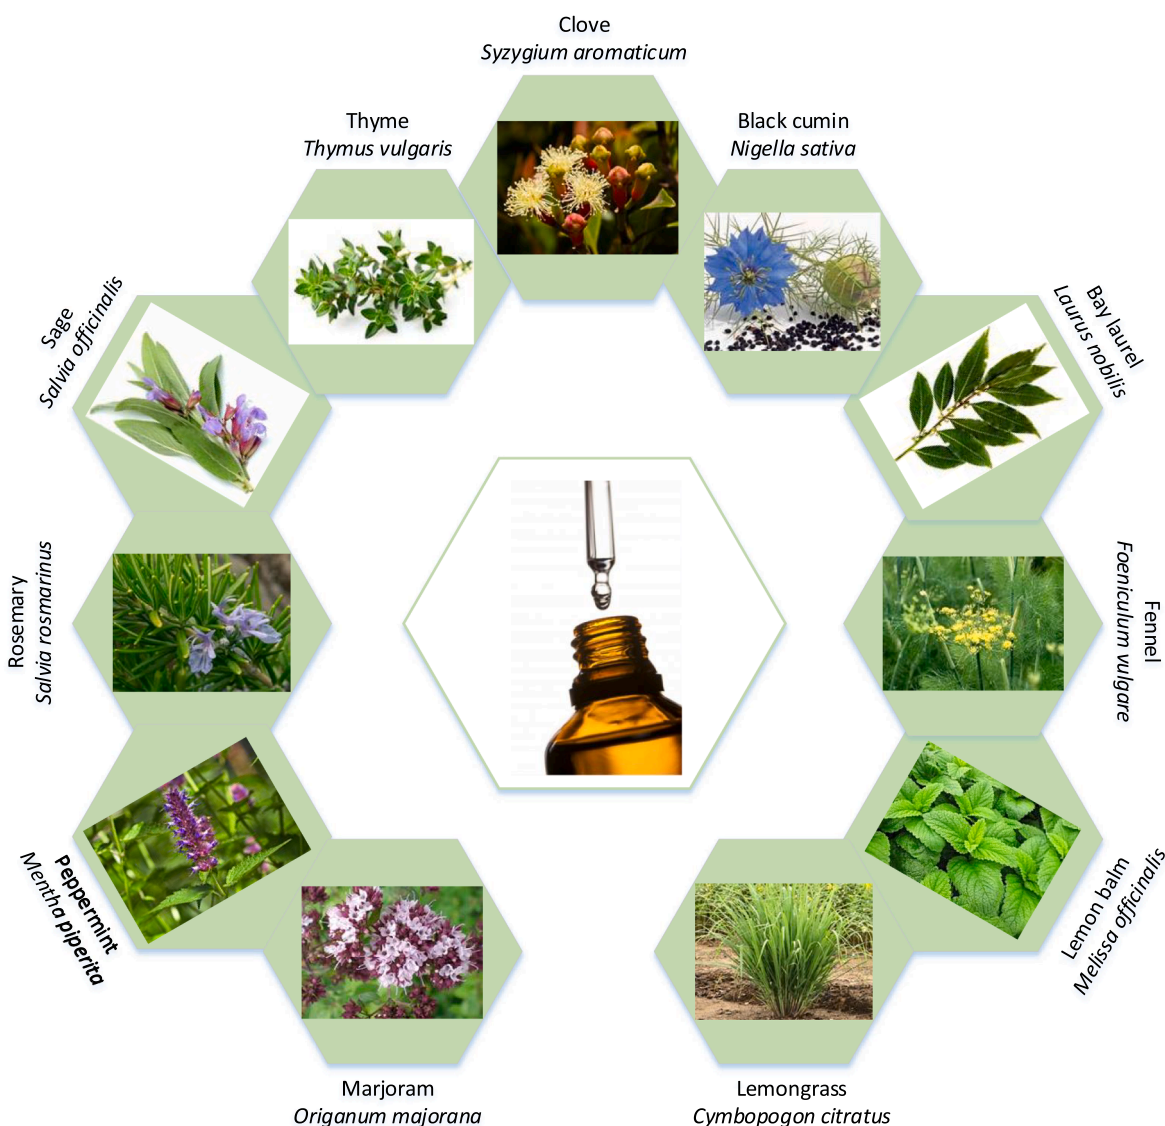 Clove
Syzygium aromaticum
Thyme
Thymus vulgaris
Black cumin
Nigella sativa
Sage
Salvia officinalis
Bay laurel
Laurus nobilis
Rosemary
Salvia rosmarinus
Fennel
Foeniculum vulgare
Peppermint
Mentha piperita
Lemon balm
Melissa officinalis
Marjoram
Origanum majorana
Lemongrass
Cymbopogon citratus